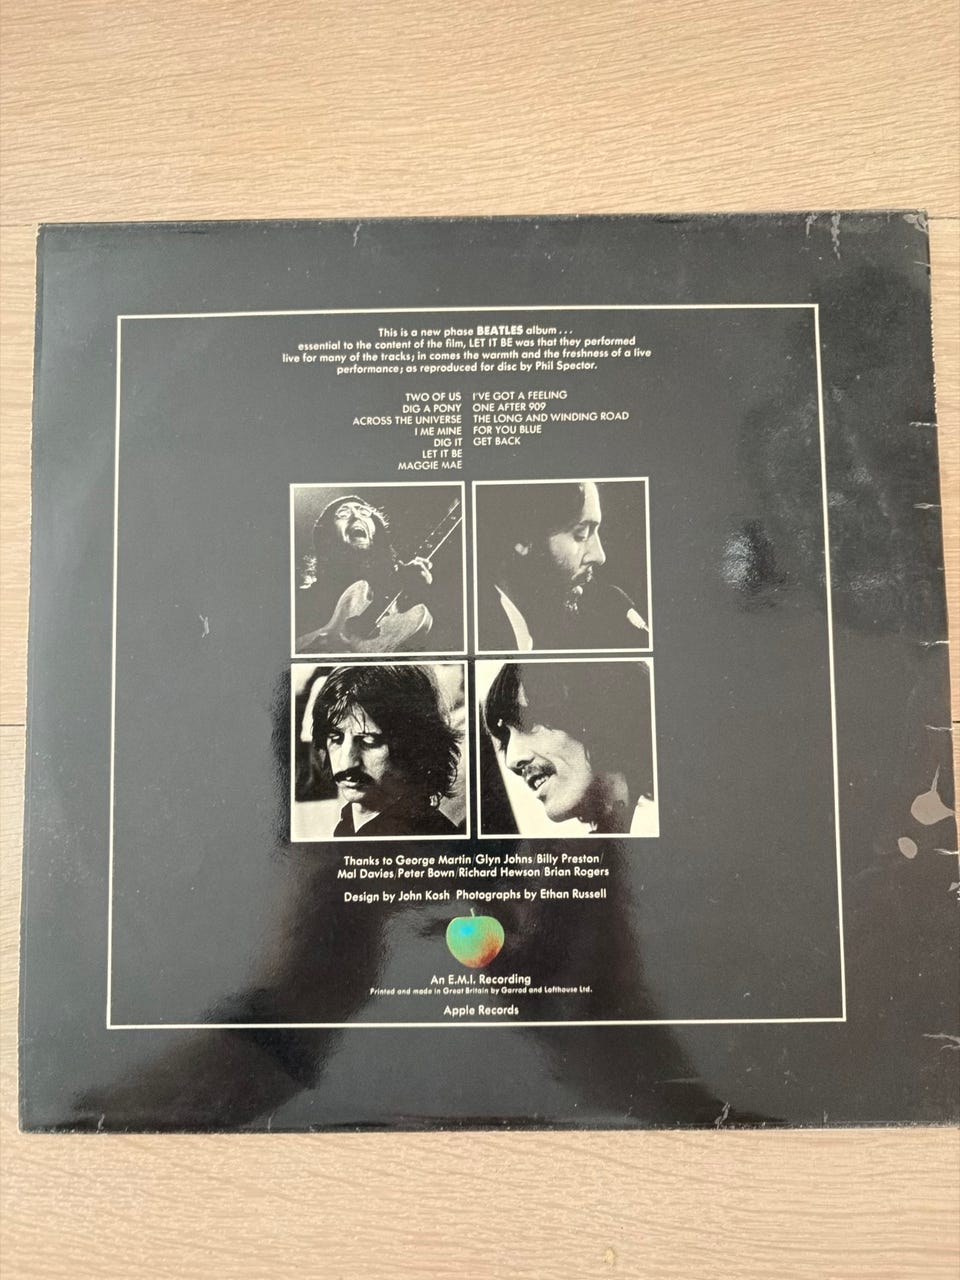 This is a new phase BEATLES album . . .
essential to the content of the film, LET IT BE was that they performed
live for many of the tracks; in comes the warmth and the freshness of a live
performance; as reproduced for disc by Phil Spector.
TWO OF US
DIG A PONY
ACROSS THE UNIVERSE
I ME MINE
DIG IT
LET IT BE
MAGGIE MAE
I'VE GOT A FEELING
ONE AFTER 909
THE LONG AND WINDING ROAD
FOR YOU BLUE
GET BACK
Thanks to George Martin/Glyn Johns/Billy Preston/
Mal Davies/Peter Bown/Richard Hewson/Brian Rogers
Design by John Kosh Photographs by Ethan Russell
An E.M.I. Recording
Printed and made in Great Britain by Garrod and Lofthouse Ltd.
Apple Records